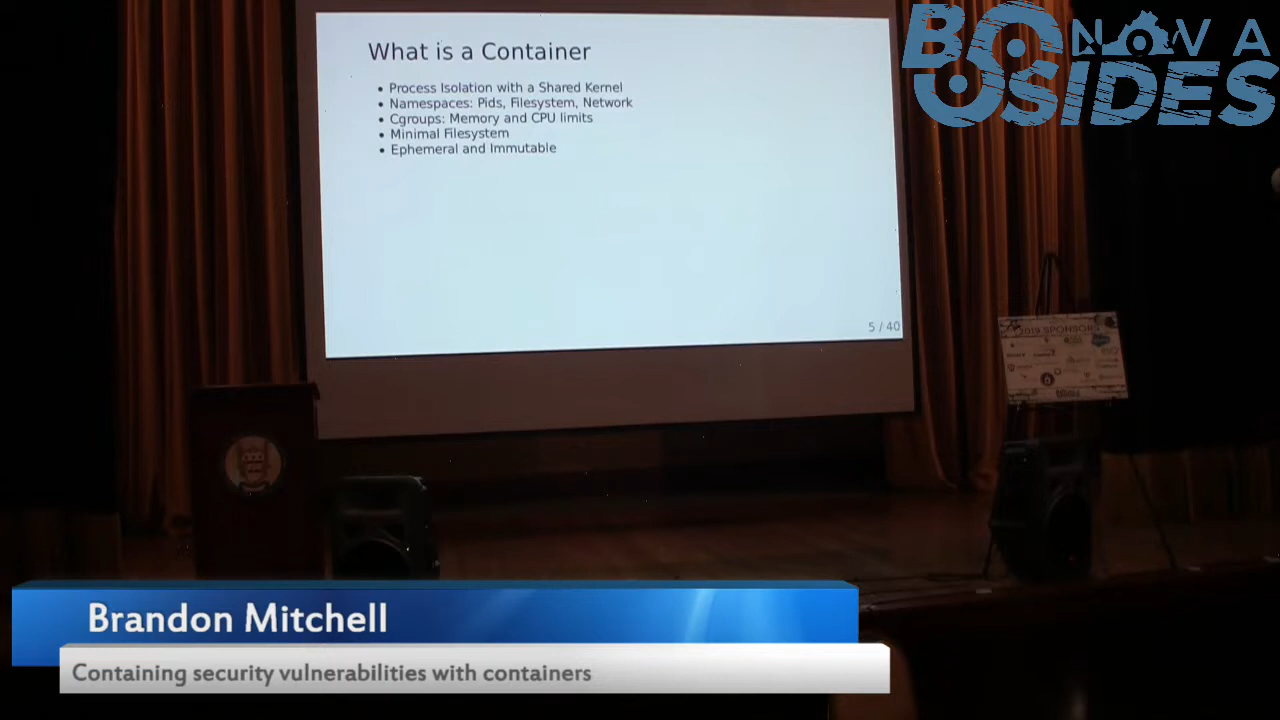 What is a Container
• Process Isolation with a Shared Kernel
• Namespaces: Pids, Filesystem, Network
• Cgroups: Memory and CPU limits
• Minimal Filesystem
• Ephemeral and Immutable
5 / 40
NOVA
BSIDES
2019 SPONSORS
Brandon Mitchell
Containing security vulnerabilities with containers